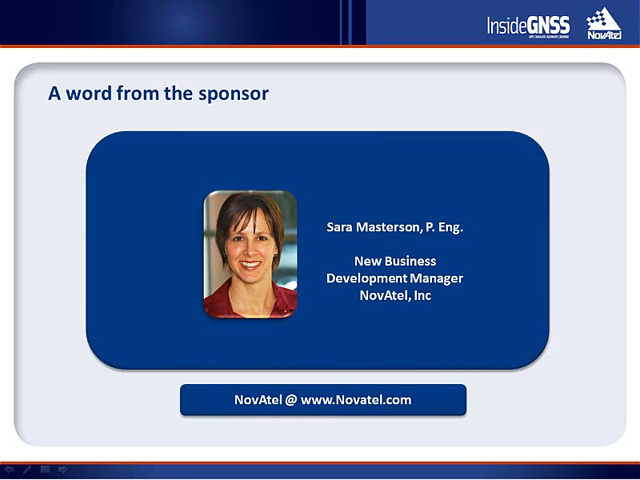 InsideGNSS
NovAtel
A word from the sponsor
Sara Masterson, P. Eng.
New Business
Development Manager
NovAtel, Inc
NovAtel @ www.Novatel.com